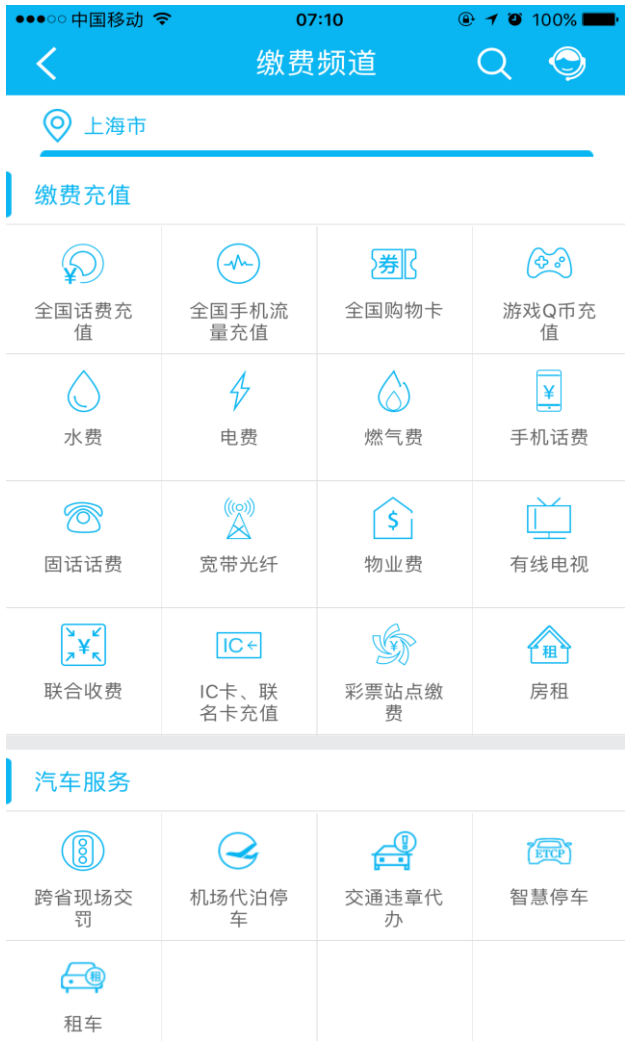 中国移动 07:10 100%
缴费频道
上海市
缴费充值
全国话费充 全国手机流 全国购物卡 游戏Q币充
值 量充值 值
券
水费 电费 燃气费 手机话费
¥
固话话费 宽带光纤 物业费 有线电视
$
联合收费 IC卡、联 彩票站点缴 房租
名卡充值 费
¥ IC ¥ 租
汽车服务
跨省现场交 机场代泊停 交通违章代 智慧停车
罚 车 办
ETCP
租
租车